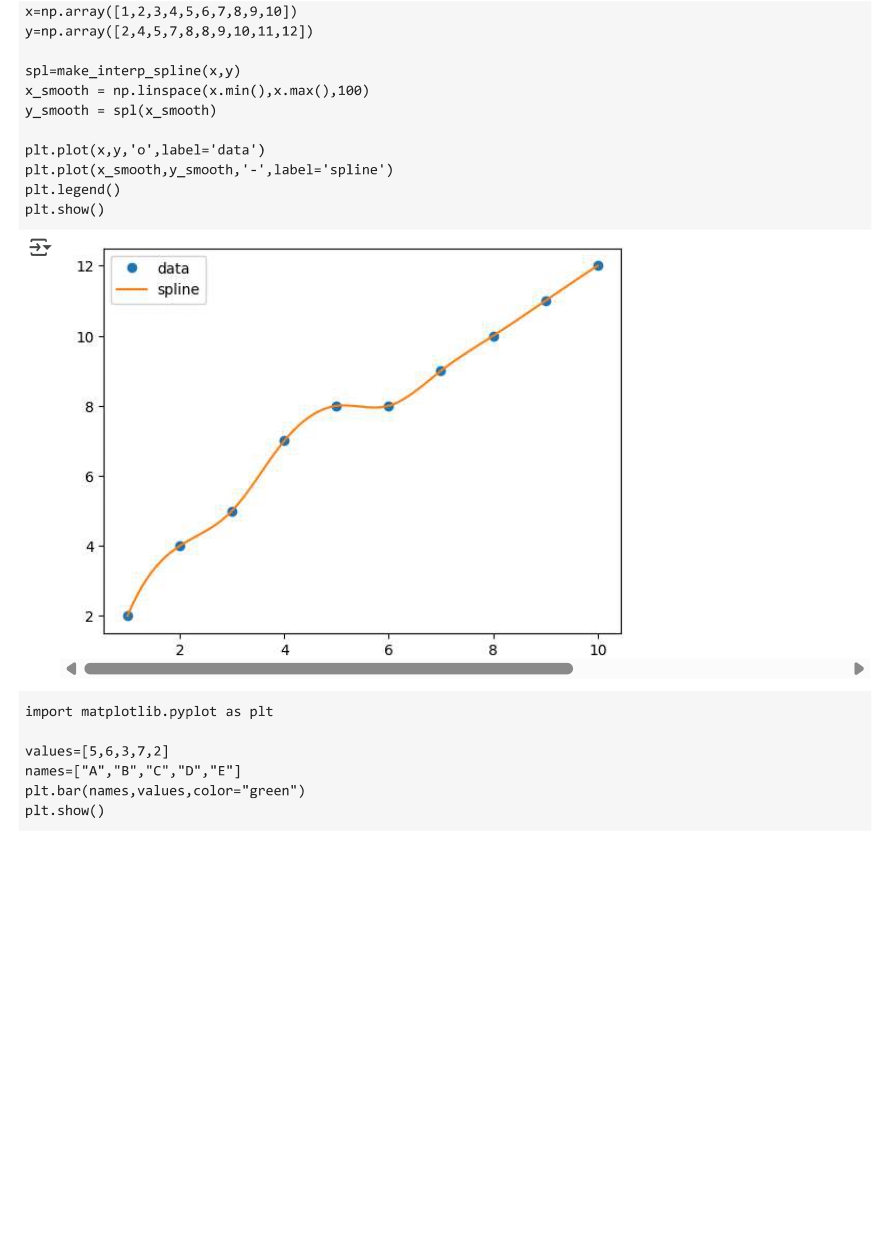 x=np.array([1,2,3,4,5,6,7,8,9,10])
y=np.array([2,4,5,7,8,8,9,10,11,12])
spl=make_interp_spline(x,y)
x_smooth = np.linspace(x.min(),x.max(),100)
y_smooth = spl(x_smooth)
plt.plot(x,y,'o',label='data')
plt.plot(x_smooth,y_smooth,'-',label='spline')
plt.legend()
plt.show()
data
spline
12
10
8
6
4
2
2 4 6 8 10
import matplotlib.pyplot as plt
values=[5,6,3,7,2]
names=["A","B","C","D","E"]
plt.bar(names,values,color="green")
plt.show()